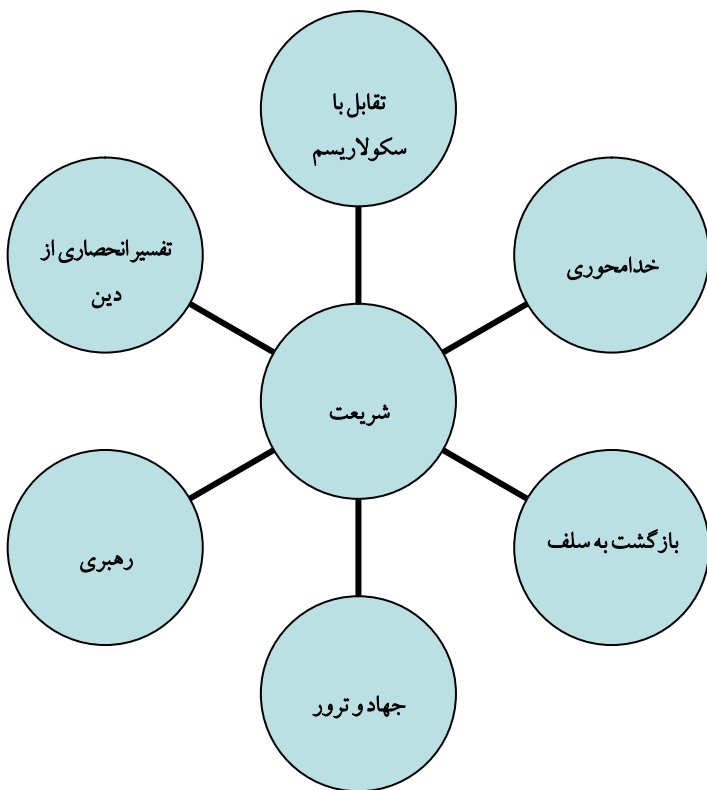 تقابل با
سکولاریسم
خدامحوری
تفسیر انحصاری از
دین
شریعت
بازگشت به سلف
رهبری
جهاد و ترور